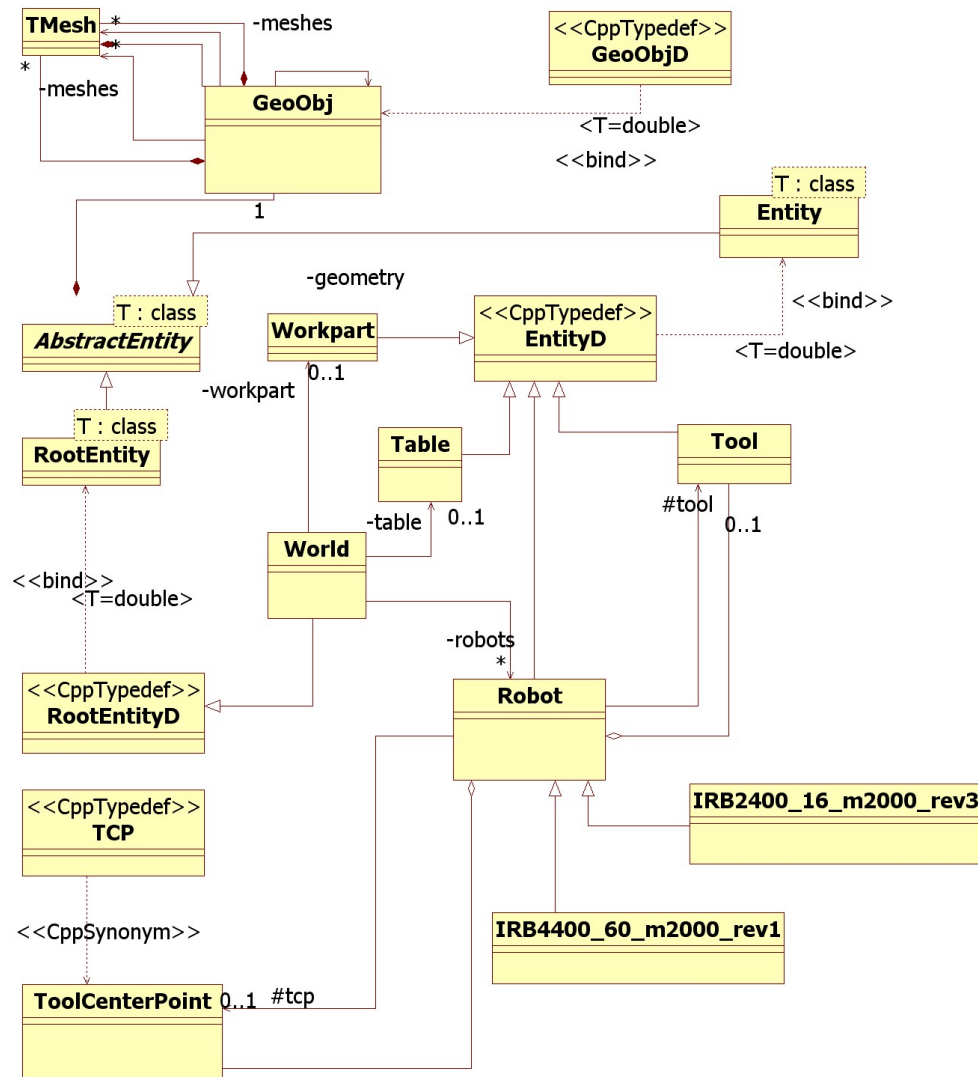 TMesh
*
*
-meshes
*
-meshes
<<CppTypedef>>
GeoObjD
GeoObj
<T=double>
<<bind>>
1
T : class
Entity
-geometry
<<bind>>
<T=double>
T : class
AbstractEntity
Workpart
0..1
-workpart
<<CppTypedef>>
EntityD
T : class
RootEntity
Table
0..1
-table
Tool
#tool
0..1
World
<<bind>>
<T=double>
-robots
*
<<CppTypedef>>
RootEntityD
Robot
<<CppTypedef>>
TCP
IRB2400_16_m2000_rev3
<<CppSynonym>>
IRB4400_60_m2000_rev1
ToolCenterPoint
0..1
#tcp